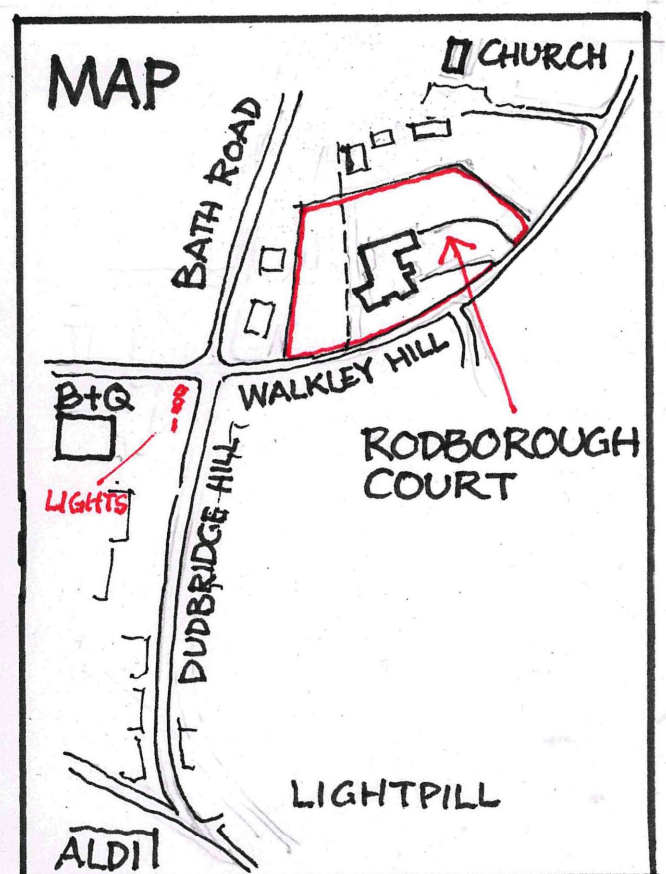 MAP
CHURCH
BATH ROAD
WALKLEY HILL
B+Q
LIGHTS
RODBOROUGH
COURT
DUDBRIDGE HILL
LIGHTPILL
ALDI